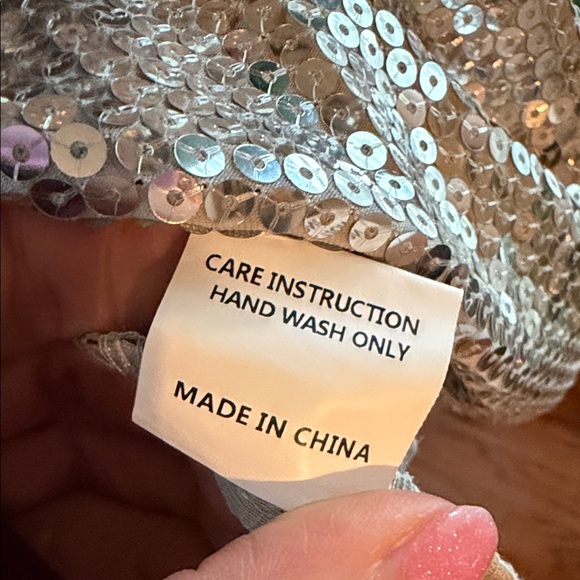 CARE INSTRUCTION
HAND WASH ONLY
MADE IN CHINA